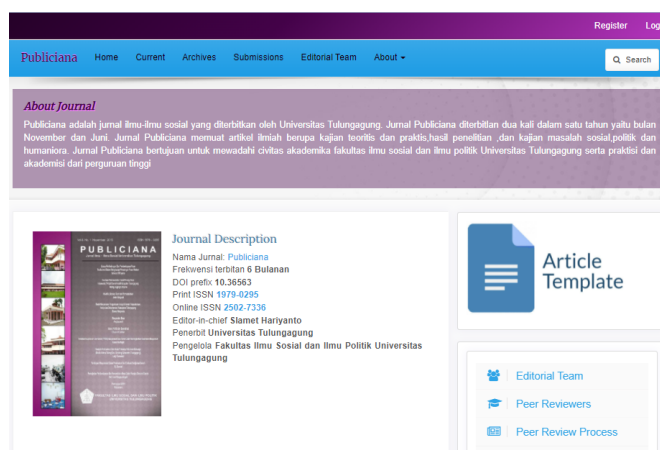 Register Log
Publiciana Home Current Archives Submissions Editorial Team About
Search
About Journal
Publiciana adalah jurnal ilmu-ilmu sosial yang diterbitkan oleh Universitas Tulungagung. Jurnal Publiciana diterbitlan dua kali dalam satu tahun yaitu bulan
November dan Juni. Jurnal Publiciana memuat artikel ilmiah berupa kajian teoritis dan praktis,hasil penelitian ,dan kajian masalah sosial,politik dan
humaniora. Jurnal Publiciana bertujuan untuk mewadahi civitas akademika fakultas ilmu sosial dan ilmu politik Universitas Tulungagung serta praktisi dan
akademisi dari perguruan tinggi
PUBLICIANA
Journal Description
Nama Jurnal: Publiciana
Frekwensi terbitan 6 Bulanan
DOI prefix 10.36563
Print ISSN 1979-0295
Online ISSN 2502-7336
Editor-in-chief Slamet Hariyanto
Penerbit Universitas Tulungagung
Pengelola Fakultas Ilmu Sosial dan Ilmu Politik Universitas
Tulungagung
Article
Template
Editorial Team
Peer Reviewers
Peer Review Process